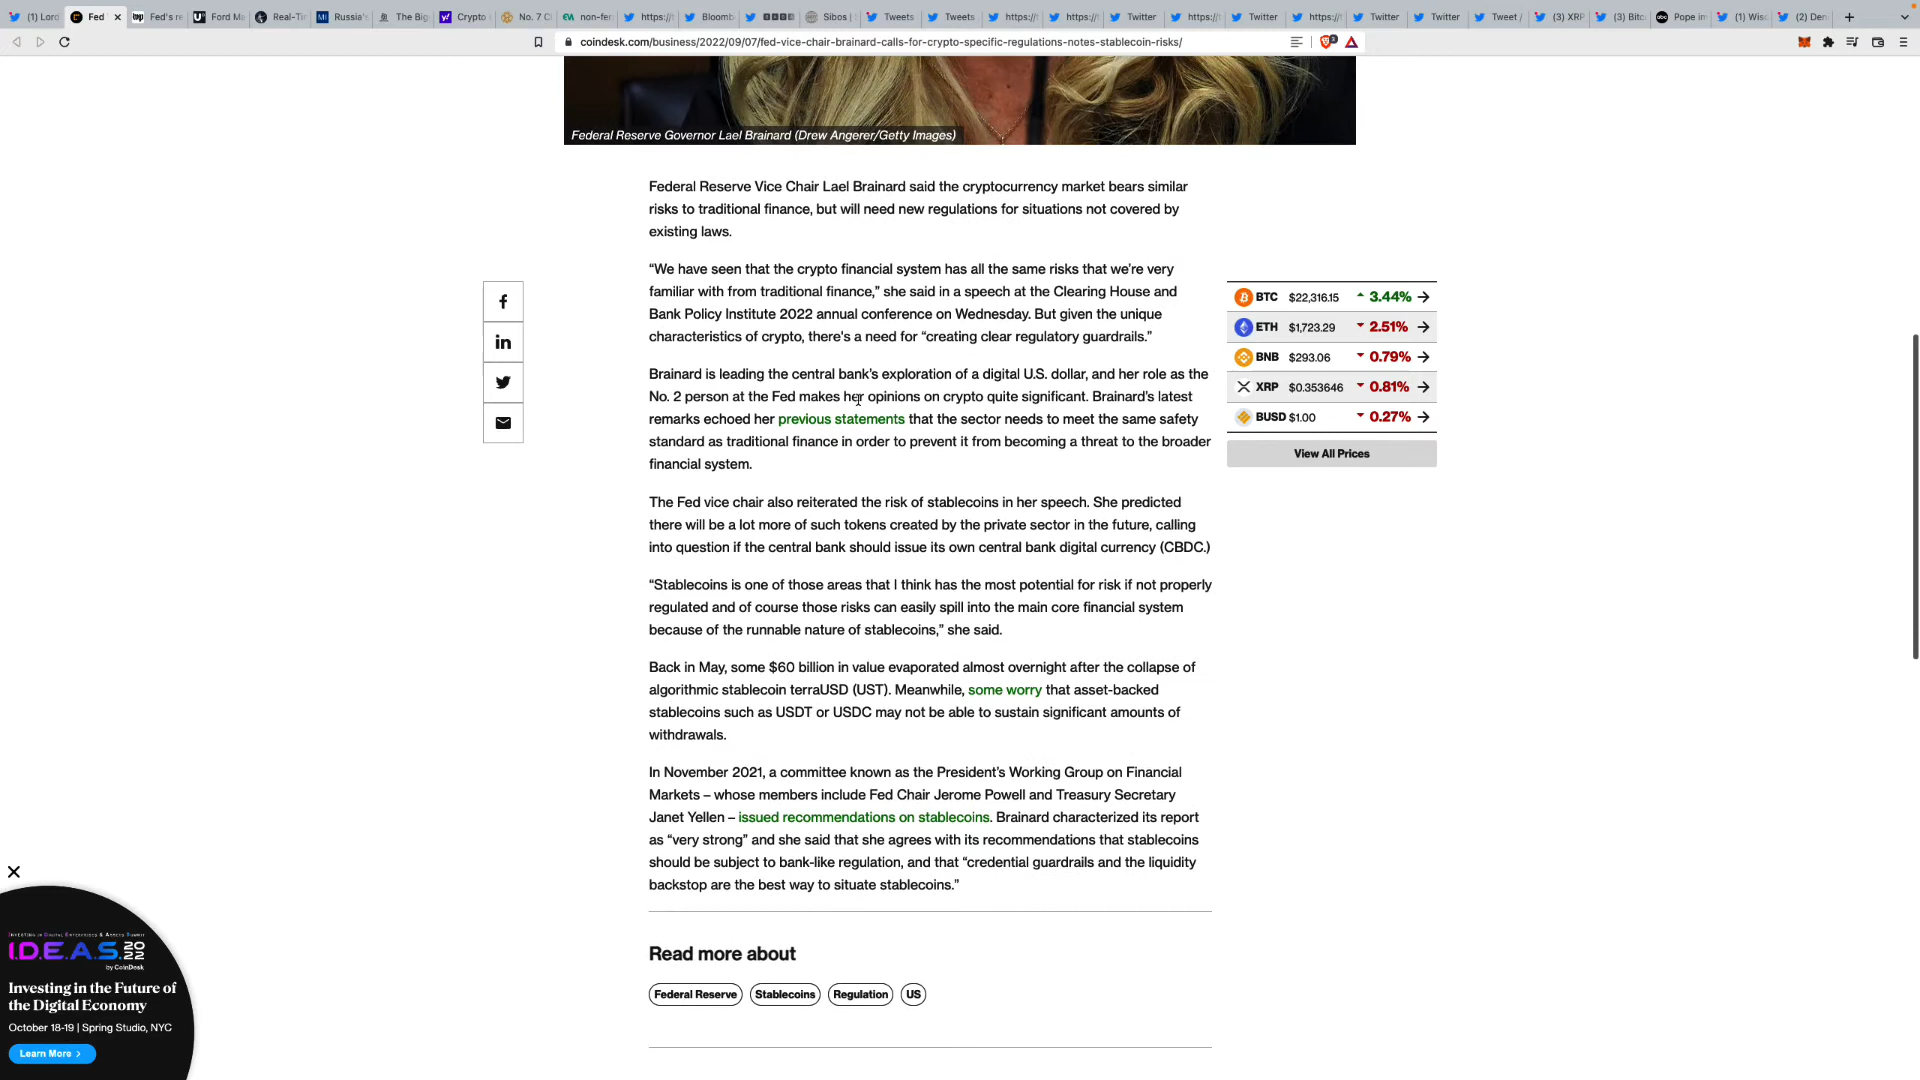 (1) Lor
Fed
Fed's re
Ford Ma
Real-Tin
Russia's
The Big
Crypto
No. 7 Cl
non-fer
https://t
Bloomb
Sibos |
Tweets
Tweets
https://t
https://t
Twitter
https://t
Twitter
https://t
Twitter
Twitter
Tweet /
(3) XRP
(3) Bitc
Pope in
(1) Wis
(2) Der
coindesk.com/business/2022/09/07/fed-vice-chair-brainard-calls-for-crypto-specific-regulations-notes-stablecoin-risks/
Federal Reserve Governor Lael Brainard (Drew Angerer/Getty Images)
Federal Reserve Vice Chair Lael Brainard said the cryptocurrency market bears similar
risks to traditional finance, but will need new regulations for situations not covered by
existing laws.
“We have seen that the crypto financial system has all the same risks that we’re very
familiar with from traditional finance,” she said in a speech at the Clearing House and
Bank Policy Institute 2022 annual conference on Wednesday. But given the unique
characteristics of crypto, there's a need for “creating clear regulatory guardrails.”
Brainard is leading the central bank’s exploration of a digital U.S. dollar, and her role as the
No. 2 person at the Fed makes her opinions on crypto quite significant. Brainard’s latest
remarks echoed her previous statements that the sector needs to meet the same safety
standard as traditional finance in order to prevent it from becoming a threat to the broader
financial system.
The Fed vice chair also reiterated the risk of stablecoins in her speech. She predicted
there will be a lot more of such tokens created by the private sector in the future, calling
into question if the central bank should issue its own central bank digital currency (CBDC.)
“Stablecoins is one of those areas that I think has the most potential for risk if not properly
regulated and of course those risks can easily spill into the main core financial system
because of the runnable nature of stablecoins,” she said.
Back in May, some $60 billion in value evaporated almost overnight after the collapse of
algorithmic stablecoin terraUSD (UST). Meanwhile, some worry that asset-backed
stablecoins such as USDT or USDC may not be able to sustain significant amounts of
withdrawals.
In November 2021, a committee known as the President’s Working Group on Financial
Markets – whose members include Fed Chair Jerome Powell and Treasury Secretary
Janet Yellen – issued recommendations on stablecoins. Brainard characterized its report
as “very strong” and she said that she agrees with its recommendations that stablecoins
should be subject to bank-like regulation, and that “credential guardrails and the liquidity
backstop are the best way to situate stablecoins.”
BTC $22,316.15 3.44%
ETH $1,723.29 2.51%
BNB $293.06 0.79%
XRP $0.353646 0.81%
BUSD $1.00 0.27%
View All Prices
Read more about
Federal Reserve Stablecoins Regulation US
INVESTING IN DIGITAL ENTERPRISES & ASSETS SUMMIT
I.D.E.A.S. 2022
by CoinDesk
Investing in the Future of
the Digital Economy
October 18-19 | Spring Studio, NYC
Learn More >